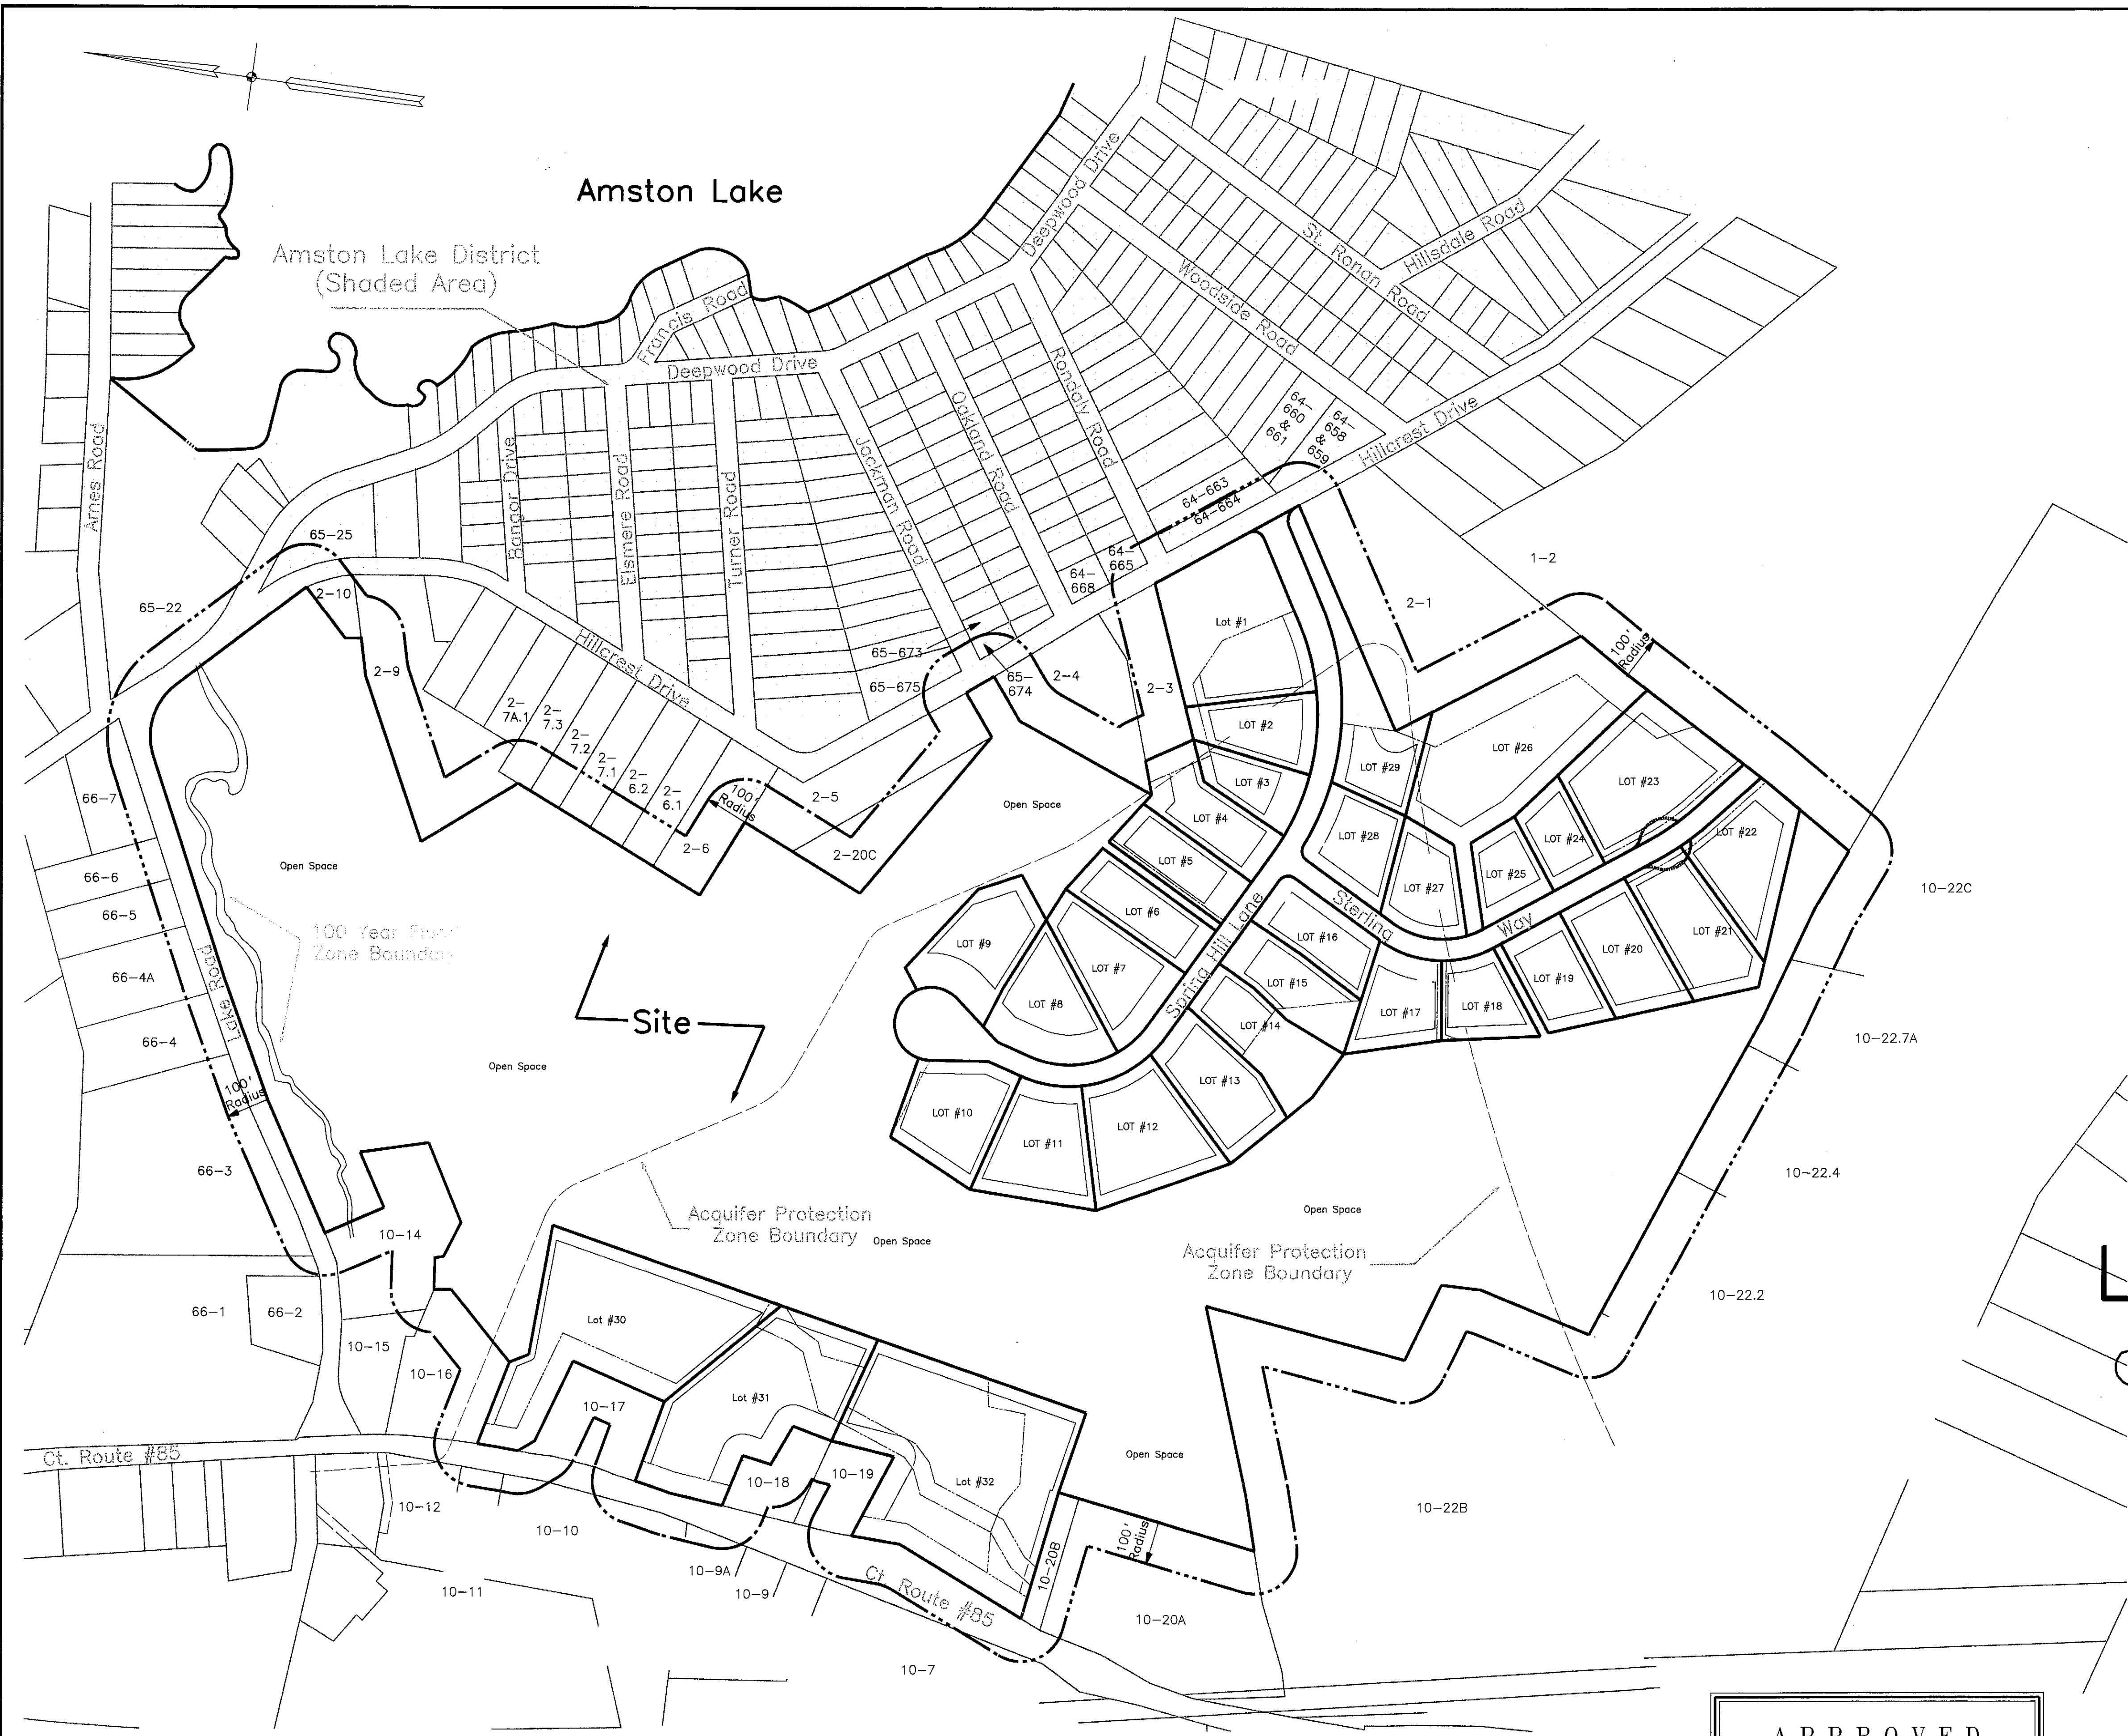 Amston Lake
Amston Lake District
(Shaded Area)
Deepwood Drive
St. Ronan Road
Hillsdale Road
Woodside Road
Francis Road
Deepwood Drive
Rondaly Road
Oakland Road
Jackman Road
Turner Road
Elsmere Road
Bangor Drive
Ames Road
Hillcrest Drive
Hillcrest Drive
64-
660
&
661
64-
658
&
659
64-663
64-664
64-
665
64-
668
65-25
65-22
2-10
2-9
65-673
65-675
65-
674
2-4
2-3
2-1
1-2
100'
Radius
2-
7A.1
2-
7.3
2-
7.2
2-
7.1
2-
6.2
2-
6.1
2-6
100'
Radius
2-5
2-20C
Open Space
Open Space
Lot #1
LOT #2
LOT #3
LOT #4
LOT #5
LOT #6
LOT #7
LOT #8
LOT #9
LOT #10
LOT #11
LOT #12
LOT #13
LOT #14
LOT #15
LOT #16
LOT #17
LOT #18
LOT #19
LOT #20
LOT #21
LOT #22
LOT #23
LOT #24
LOT #25
LOT #26
LOT #27
LOT #28
LOT #29
Spring Hill Lane
Sterling
Way
66-7
66-6
66-5
66-4A
66-4
66-3
Lake Road
100'
Radius
100 Year Flood
Zone Boundary
Site
Open Space
10-22C
10-22.7A
10-22.4
10-22.2
Acquifer Protection
Zone Boundary
Open Space
Open Space
Acquifer Protection
Zone Boundary
10-14
66-1
66-2
10-15
10-16
Lot #30
10-17
Lot #31
10-18
10-19
Lot #32
Open Space
10-22B
Ct. Route #85
10-12
10-10
10-11
10-9A
10-9
Ct. Route #85
10-20B
100'
Radius
10-20A
10-7
APPROVED